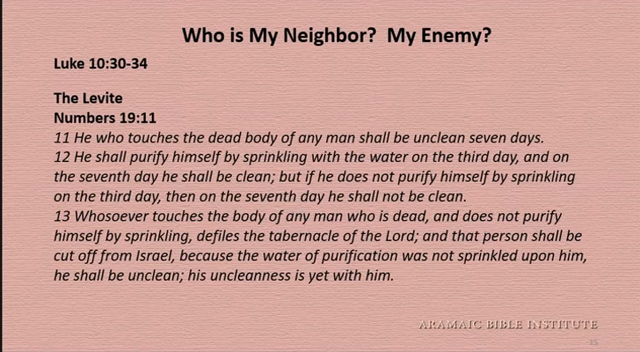 Who is My Neighbor?  My Enemy?
Luke 10:30-34
The Levite
Numbers 19:11
11 He who touches the dead body of any man shall be unclean seven days.
12 He shall purify himself by sprinkling with the water on the third day, and on
the seventh day he shall be clean; but if he does not purify himself by sprinkling
on the third day, then on the seventh day he shall not be clean.
13 Whosoever touches the body of any man who is dead, and does not purify
himself by sprinkling, defiles the tabernacle of the Lord; and that person shall be
cut off from Israel, because the water of purification was not sprinkled upon him,
he shall be unclean; his uncleanness is yet with him.
ARAMAIC BIBLE INSTITUTE
15